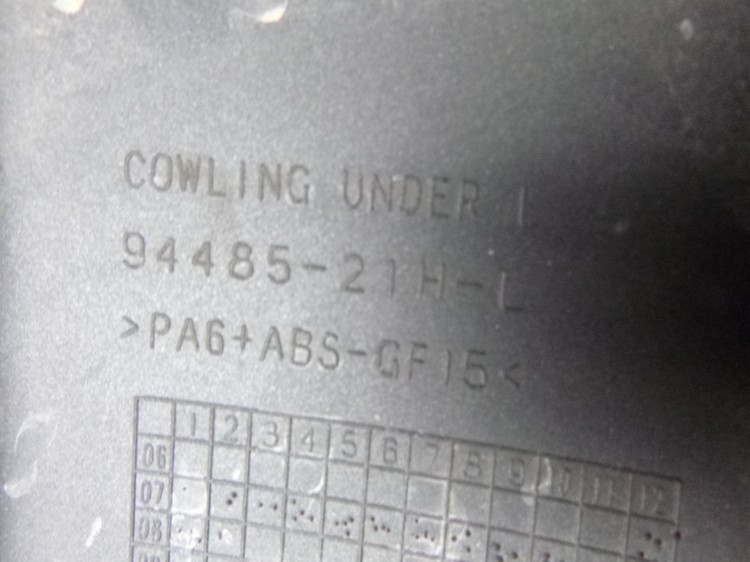 COWLING UNDER L
94485-21H-L
>PA6+ABS-GF15<
1 2 3 4 5 6 7 8 9 10 11 12
06
07
08